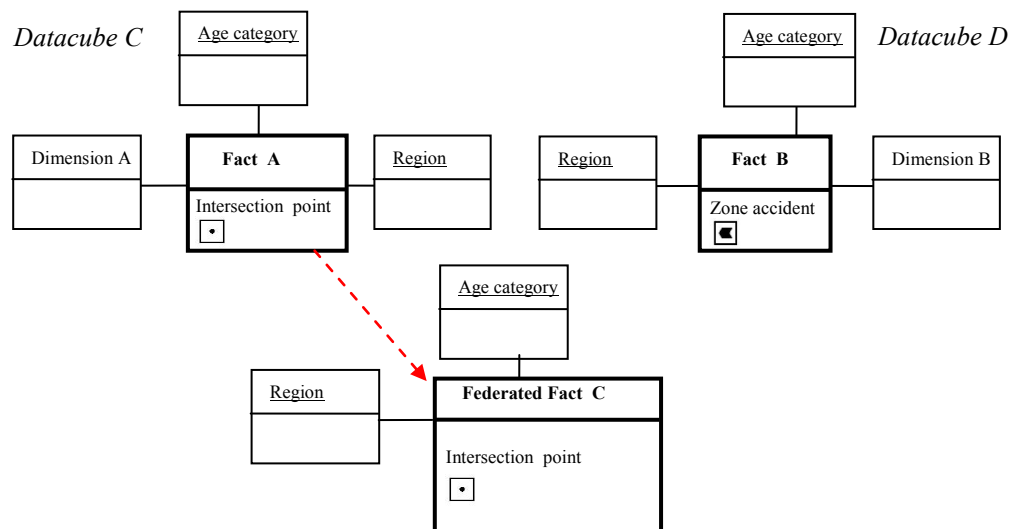 Datacube C
Age category
Dimension A
Fact A
Region
Intersection point
Age category
Datacube D
Region
Fact B
Dimension B
Zone accident
Age category
Region
Federated Fact C
Intersection point